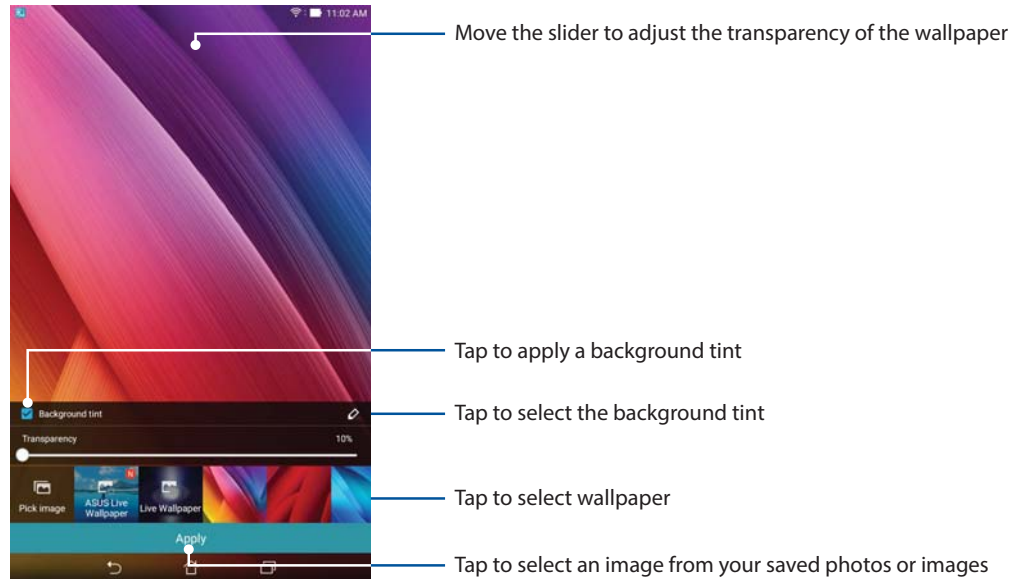 11:02 AM
Move the slider to adjust the transparency of the wallpaper
Tap to apply a background tint
Background tint
Tap to select the background tint
Transparency
10%
N
Pick image
ASUS Live
Wallpaper
Live Wallpaper
Tap to select wallpaper
Apply
Tap to select an image from your saved photos or images